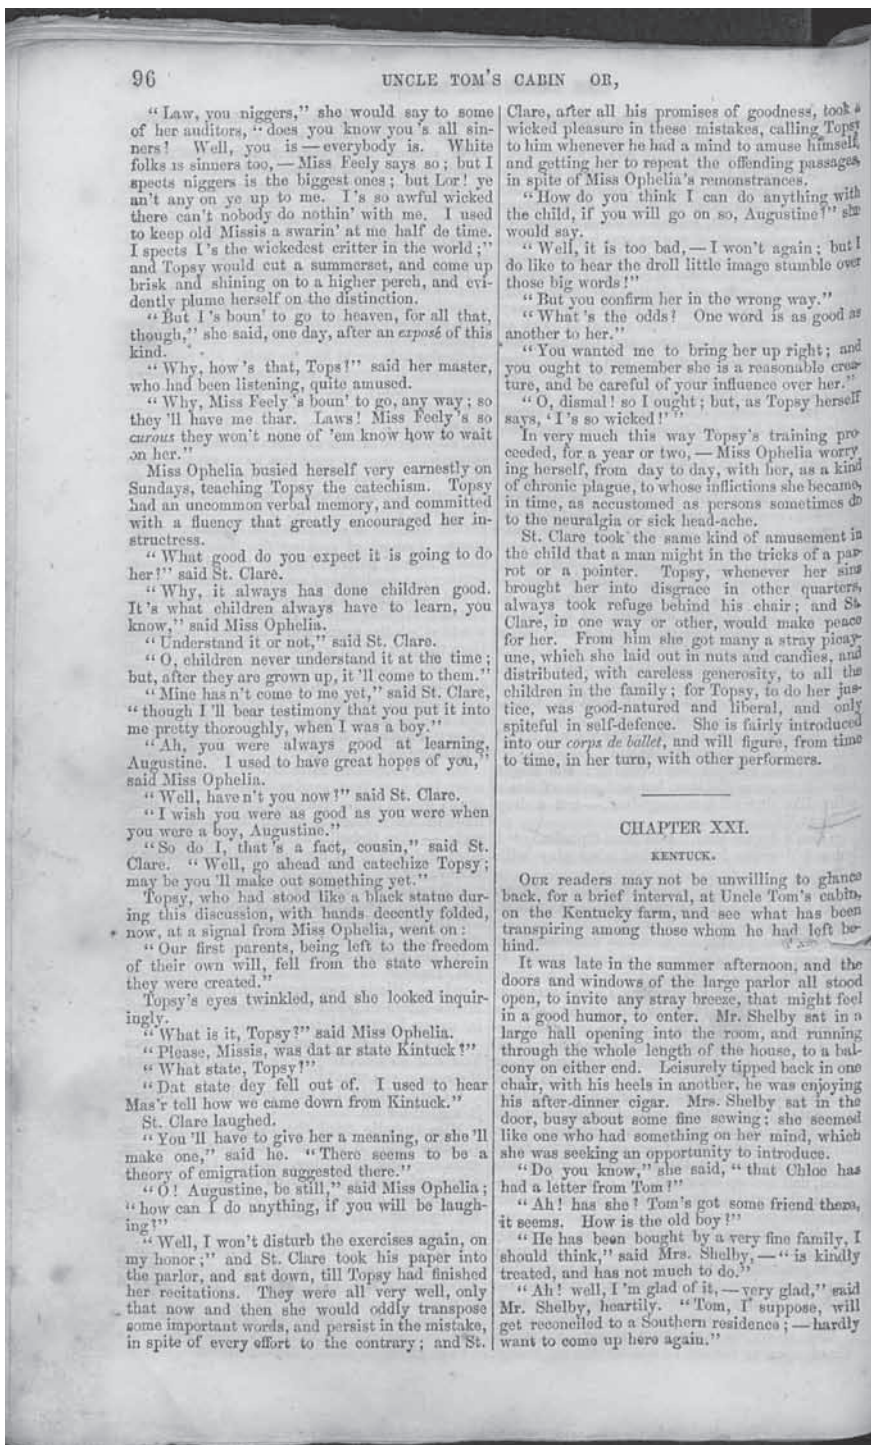 96
UNCLE TOM'S CABIN OR,
"Law, you niggers," she would say to some
of her auditors, "does you know you's all sin-
ners! Well, you is — everybody is. White
folks is sinners too, — Miss Feely says so; but I
spects niggers is the biggest ones; but Lor! ye
an't any on ye up to me. I's so awful wicked
there can't nobody do nothin' with me. I used
to keep old Missis a swarin' at me half de time.
I spects I's the wickedest critter in the world;"
and Topsy would cut a summerset, and come up
brisk and shining on to a higher perch, and evi-
dently plume herself on the distinction.
"But I's boun' to go to heaven, for all that,
though," she said, one day, after an exposé of this
kind.
"Why, how's that, Tops?" said her master,
who had been listening, quite amused.
"Why, Miss Feely's boun' to go, any way; so
they'll have me thar. Laws! Miss Feely's so
curous they won't none of 'em know how to wait
on her."
Miss Ophelia busied herself very earnestly on
Sundays, teaching Topsy the catechism. Topsy
had an uncommon verbal memory, and committed
with a fluency that greatly encouraged her in-
structress.
"What good do you expect it is going to do
her?" said St. Clare.
"Why, it always has done children good.
It's what children always have to learn, you
know," said Miss Ophelia.
"Understand it or not," said St. Clare.
"O, children never understand it at the time;
but, after they are grown up, it'll come to them."
"Mine has n't come to me yet," said St. Clare,
"though I'll bear testimony that you put it into
me pretty thoroughly, when I was a boy."
"Ah, you were always good at learning,
Augustine. I used to have great hopes of you,"
said Miss Ophelia.
"Well, have n't you now?" said St. Clare.
"I wish you were as good as you were when
you were a boy, Augustine."
"So do I, that's a fact, cousin," said St.
Clare. "Well, go ahead and catechize Topsy;
may be you'll make out something yet."
Topsy, who had stood like a black statue dur-
ing this discussion, with hands decently folded,
now, at a signal from Miss Ophelia, went on:
"Our first parents, being left to the freedom
of their own will, fell from the state wherein
they were created."
Topsy's eyes twinkled, and she looked inquir-
ingly.
"What is it, Topsy?" said Miss Ophelia.
"Please, Missis, was dat ar state Kintuck?"
"What state, Topsy?"
"Dat state dey fell out of. I used to hear
Mas'r tell how we came down from Kintuck."
St. Clare laughed.
"You'll have to give her a meaning, or she'll
make one," said he. "There seems to be a
theory of emigration suggested there."
"O! Augustine, be still," said Miss Ophelia;
"how can I do anything, if you will be laugh-
ing?"
"Well, I won't disturb the exercises again, on
my honor;" and St. Clare took his paper into
the parlor, and sat down, till Topsy had finished
her recitations. They were all very well, only
that now and then she would oddly transpose
some important words, and persist in the mistake,
in spite of every effort to the contrary; and St.
Clare, after all his promises of goodness, took a
wicked pleasure in these mistakes, calling Topsy
to him whenever he had a mind to amuse himself,
and getting her to repeat the offending passages,
in spite of Miss Ophelia's remonstrances.
"How do you think I can do anything with
the child, if you will go on so, Augustine?" she
would say.
"Well, it is too bad, — I won't again; but I
do like to hear the droll little image stumble over
those big words!"
"But you confirm her in the wrong way."
"What's the odds? One word is as good as
another to her."
"You wanted me to bring her up right; and
you ought to remember she is a reasonable crea-
ture, and be careful of your influence over her."
"O, dismal! so I ought; but, as Topsy herself
says, 'I's so wicked!'"
In very much this way Topsy's training pro-
ceeded, for a year or two, — Miss Ophelia worry-
ing herself, from day to day, with her, as a kind
of chronic plague, to whose inflictions she became,
in time, as accustomed as persons sometimes do
to the neuralgia or sick head-ache.
St. Clare took the same kind of amusement in
the child that a man might in the tricks of a par-
rot or a pointer. Topsy, whenever her sins
brought her into disgrace in other quarters,
always took refuge behind his chair; and St.
Clare, in one way or other, would make peace
for her. From him she got many a stray picay-
une, which she laid out in nuts and candies, and
distributed, with careless generosity, to all the
children in the family; for Topsy, to do her jus-
tice, was good-natured and liberal, and only
spiteful in self-defence. She is fairly introduced
into our corps de ballet, and will figure, from time
to time, in her turn, with other performers.
CHAPTER XXI.
KENTUCK.
OUR readers may not be unwilling to glance
back, for a brief interval, at Uncle Tom's cabin,
on the Kentucky farm, and see what has been
transpiring among those whom he had left be-
hind.
It was late in the summer afternoon, and the
doors and windows of the large parlor all stood
open, to invite any stray breeze, that might feel
in a good humor, to enter. Mr. Shelby sat in a
large hall opening into the room, and running
through the whole length of the house, to a bal-
cony on either end. Leisurely tipped back in one
chair, with his heels in another, he was enjoying
his after-dinner cigar. Mrs. Shelby sat in the
door, busy about some fine sewing; she seemed
like one who had something on her mind, which
she was seeking an opportunity to introduce.
"Do you know," she said, "that Chloe has
had a letter from Tom?"
"Ah! has she? Tom's got some friend there,
it seems. How is the old boy?"
"He has been bought by a very fine family, I
should think," said Mrs. Shelby, — "is kindly
treated, and has not much to do."
"Ah! well, I'm glad of it, — very glad," said
Mr. Shelby, heartily. "Tom, I suppose, will
get reconciled to a Southern residence; — hardly
want to come up here again."